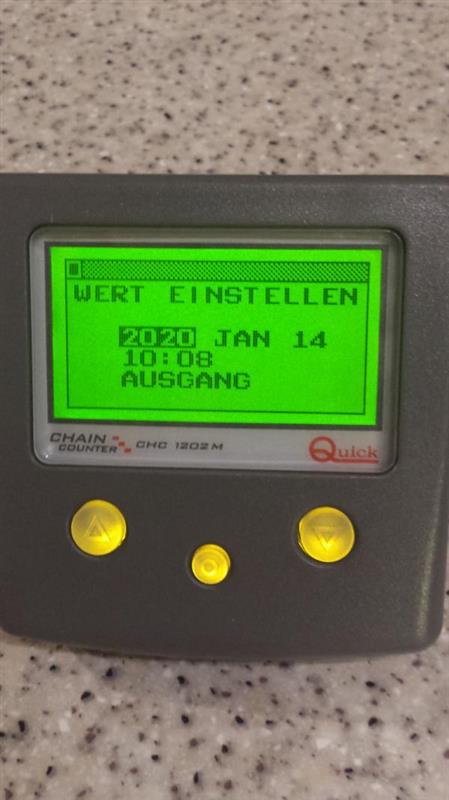 WERT EINSTELLEN
2020 JAN 14
10:08
AUSGANG
CHAIN COUNTER CHC 1202 M
Quick